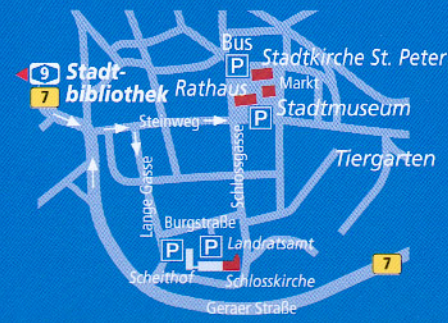 Bus
P
Stadtkirche St. Peter
9 Stadt-
7 bibliothek
Rathaus
Markt
P
Stadtmuseum
Steinweg
Tiergarten
Lange Gasse
Schlossgasse
Burgstraße
P
P
Landratsamt
Scheithof
Schlosskirche
7
Geraer Straße